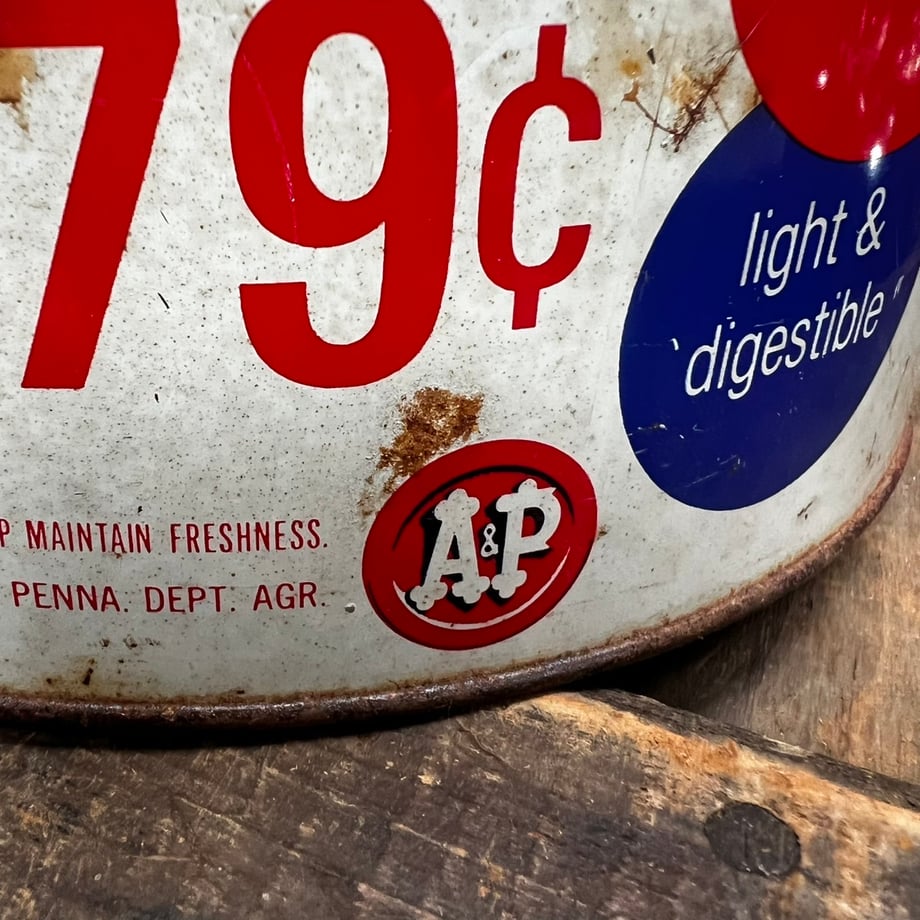 79¢
light &
"digestible"
P MAINTAIN FRESHNESS.
PENNA. DEPT. AGR.
A&P